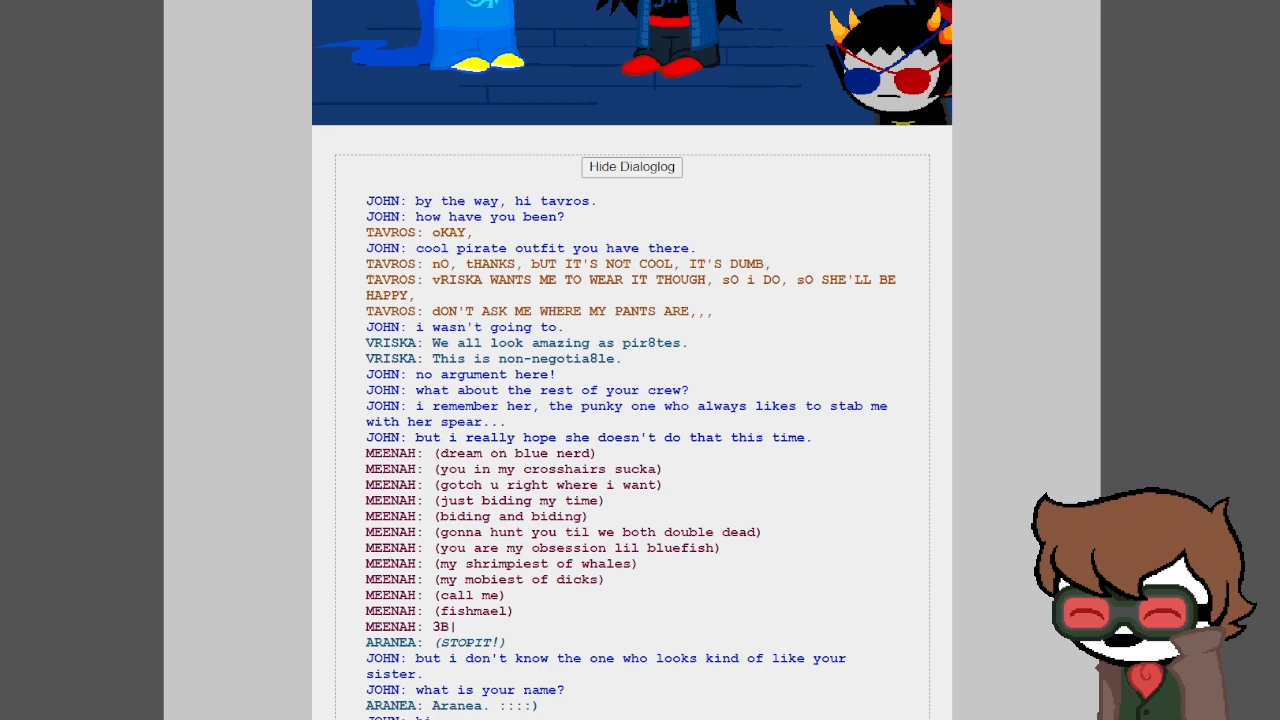 Hide Dialoglog
JOHN: by the way, hi tavros.
JOHN: how have you been?
TAVROS: oKAY,
JOHN: cool pirate outfit you have there.
TAVROS: nO, tHANKS, bUT IT'S NOT COOL, IT'S DUMB,
TAVROS: vRISKA WANTS ME TO WEAR IT THOUGH, sO i DO, sO SHE'LL BE
HAPPY,
TAVROS: dON'T ASK ME WHERE MY PANTS ARE,,,
JOHN: i wasn't going to.
VRISKA: We all look amazing as pir8tes.
VRISKA: This is non-negotia8le.
JOHN: no argument here!
JOHN: what about the rest of your crew?
JOHN: i remember her, the punky one who always likes to stab me
with her spear...
JOHN: but i really hope she doesn't do that this time.
MEENAH: (dream on blue nerd)
MEENAH: (you in my crosshairs sucka)
MEENAH: (gotch u right where i want)
MEENAH: (just biding my time)
MEENAH: (biding and biding)
MEENAH: (gonna hunt you til we both double dead)
MEENAH: (you are my obsession lil bluefish)
MEENAH: (my shrimpiest of whales)
MEENAH: (my mobiest of dicks)
MEENAH: (call me)
MEENAH: (fishmael)
MEENAH: 3B|
ARANEA: (STOPIT!)
JOHN: but i don't know the one who looks kind of like your
sister.
JOHN: what is your name?
ARANEA: Aranea. ::::)
JOHN: hi